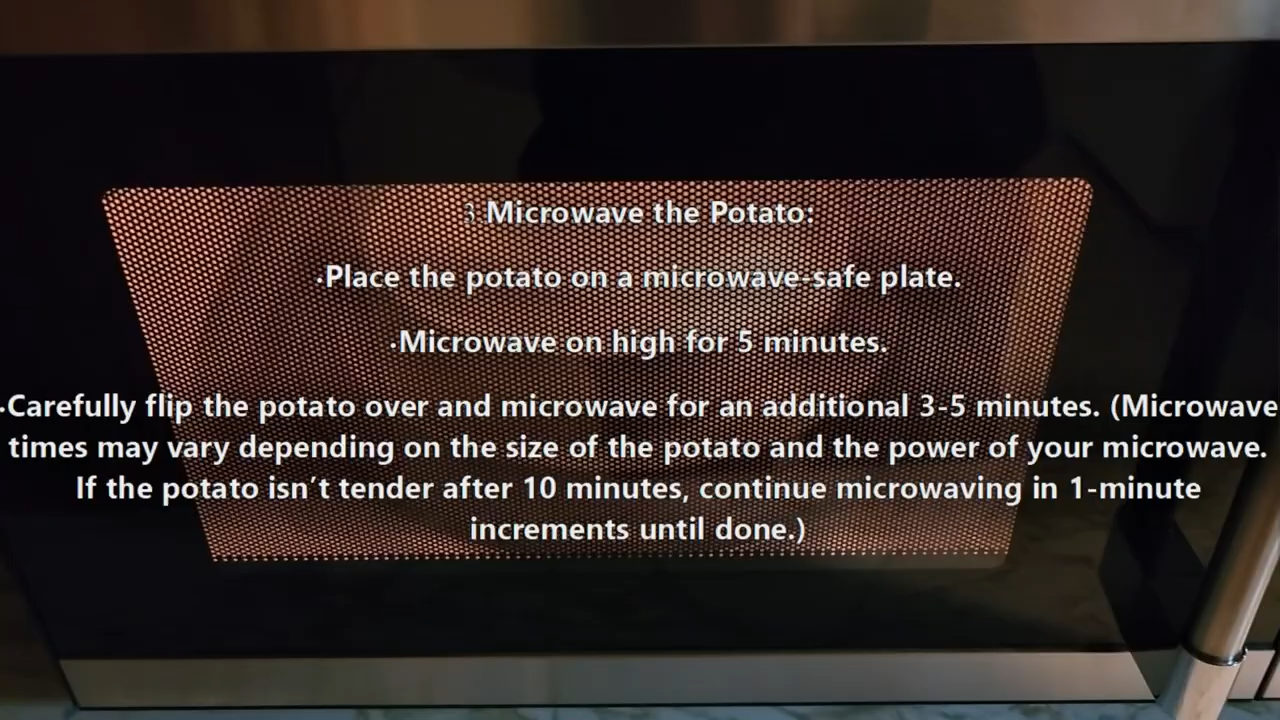 3 Microwave the Potato:
·Place the potato on a microwave-safe plate.
·Microwave on high for 5 minutes.
·Carefully flip the potato over and microwave for an additional 3-5 minutes. (Microwave
times may vary depending on the size of the potato and the power of your microwave.
If the potato isn't tender after 10 minutes, continue microwaving in 1-minute
increments until done.)